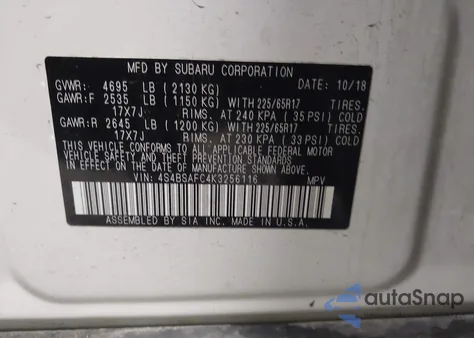 MFD BY SUBARU CORPORATION
GVWR: 4695 LB (2130 KG) DATE: 10/18
GAWR:F 2535 LB (1150 KG) WITH 225/65R17 TIRES.
17X7J RIMS. AT 240 KPA (35 PSI) COLD
GAWR:R 2645 LB (1200 KG) WITH 225/65R17 TIRES.
17X7J RIMS. AT 230 KPA (33 PSI) COLD
THIS VEHICLE CONFORMS TO ALL APPLICABLE FEDERAL MOTOR
VEHICLE SAFETY, BUMPER, AND THEFT PREVENTION STANDARDS IN EFFECT ON THE
DATE OF MANUFACTURE SHOWN ABOVE.
VIN: 4S4BSAFC4K3256116 MPV
ASSEMBLED BY SIA INC. MADE IN U.S.A.
autoSnap